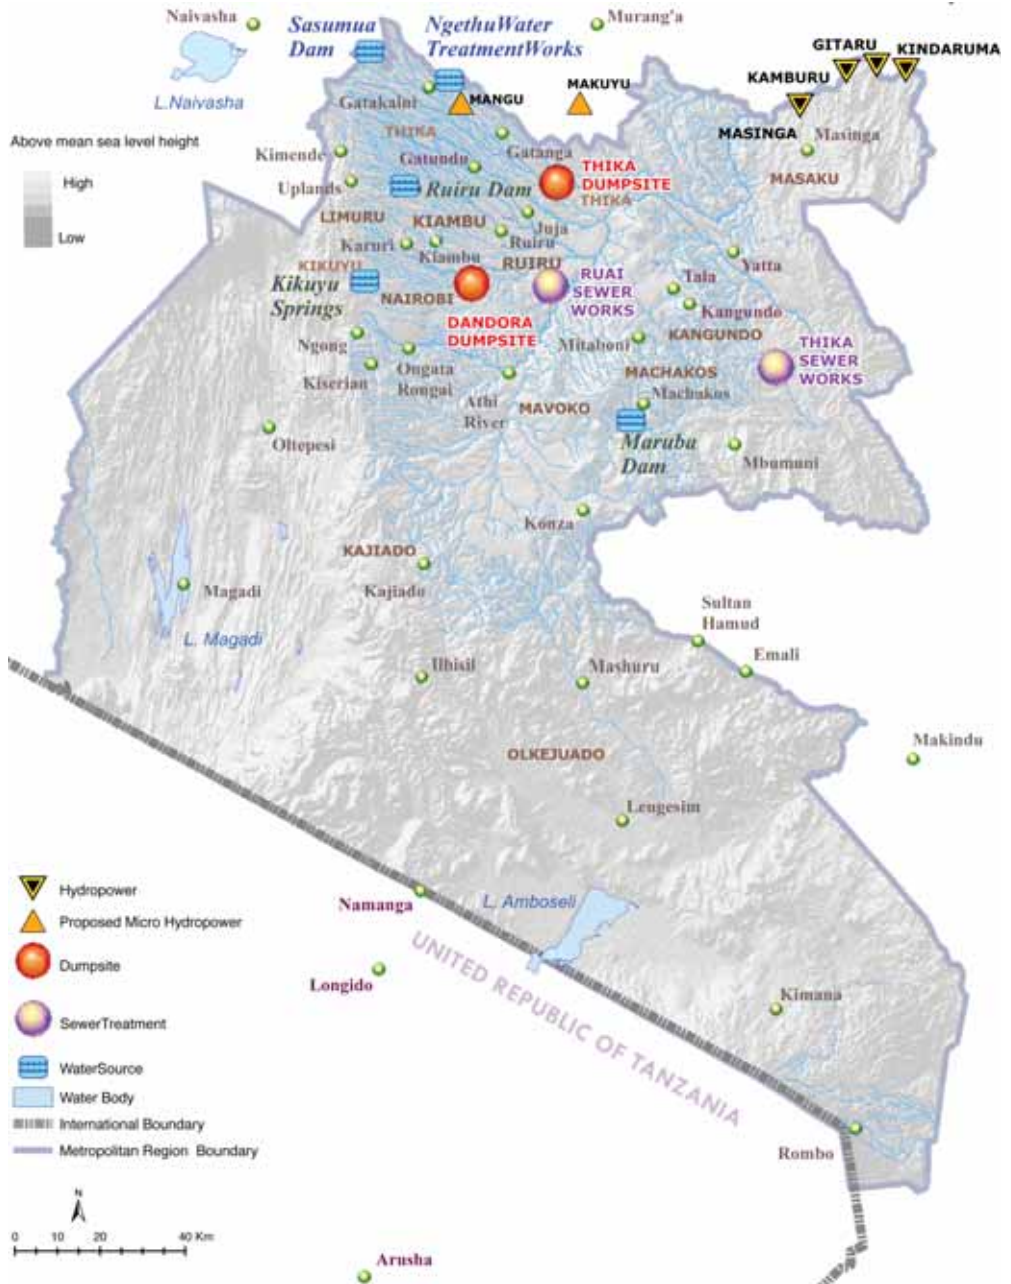 Naivasha
Sasumua
Dam
NgethuWater
TreatmentWorks
Murang'a
GITARU
KINDARUMA
KAMBURU
L.Naivasha
Gatakaini
MANGU
MAKUYU
MASINGA
Masinga
Above mean sea level height
High
Low
THIKA
Kimende
Gatundu
Gatanga
THIKA
DUMPSITE
THIKA
MASAKU
Uplands
Ruiru Dam
LIMURU
KIAMBU
Juja
Karuri
Kiambu
Ruiru
RUIRU
Yatta
KIKUYU
Kikuyu
Springs
NAIROBI
RUAI
SEWER
WORKS
Tala
Kangundo
DANDORA
DUMPSITE
KANGUNDO
Ngong
Mitaboni
THIKA
SEWER
WORKS
Kiserian
Ongata
Rongai
MACHAKOS
Machakos
Athi
River
MAVOKO
Oltepesi
Maruba
Dam
Mbumuni
Konza
KAJIADO
Kajiado
Magadi
L. Magadi
Sultan
Hamud
Emali
Ilbisil
Mashuru
Makindu
OLKEJUADO
Lengesim
Hydropower
Proposed Micro Hydropower
Dumpsite
SewerTreatment
WaterSource
Water Body
International Boundary
Metropolitan Region Boundary
Namanga
L. Amboseli
UNITED REPUBLIC OF TANZANIA
Longido
Kimana
Rombo
N
0 10 20 40 Km
Arusha